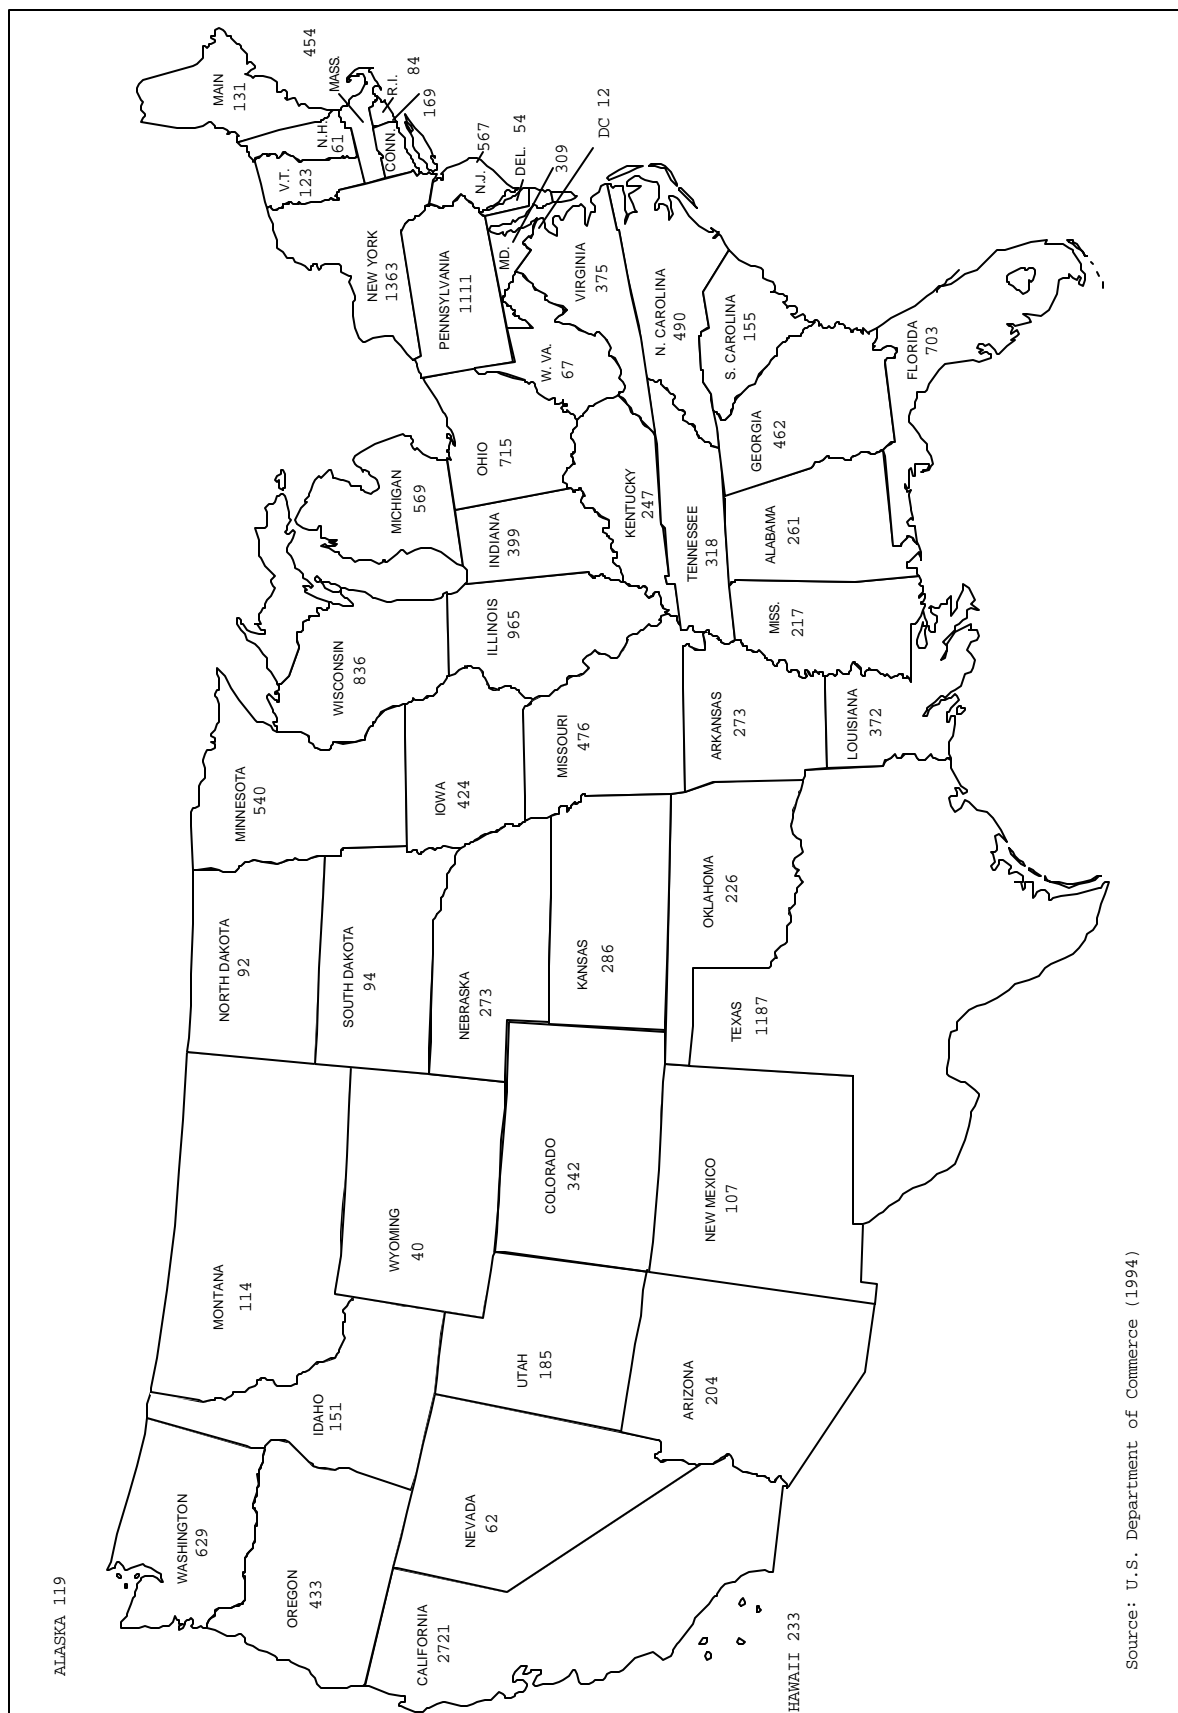 ALASKA 119
WASHINGTON
629
OREGON
433
CALIFORNIA
2721
HAWAII 233
NEVADA
62
IDAHO
151
MONTANA
114
WYOMING
40
UTAH
185
ARIZONA
204
COLORADO
342
NEW MEXICO
107
NORTH DAKOTA
92
SOUTH DAKOTA
94
NEBRASKA
273
KANSAS
286
OKLAHOMA
226
TEXAS
1187
MINNESOTA
540
IOWA
424
MISSOURI
476
ARKANSAS
273
LOUISIANA
372
WISCONSIN
836
ILLINOIS
965
MICHIGAN
569
INDIANA
399
OHIO
715
KENTUCKY
247
TENNESSEE
318
MISS.
217
ALABAMA
261
GEORGIA
462
FLORIDA
703
S. CAROLINA
155
N. CAROLINA
490
VIRGINIA
375
W. VA.
67
PENNSYLVANIA
1111
NEW YORK
1363
V.T.
123
N.H.
61
MAIN
131
MASS.
454
R.I.
84
CONN.
169
N.J.
567
DEL. 54
MD.
309
DC 12
Source: U.S. Department of Commerce (1994)